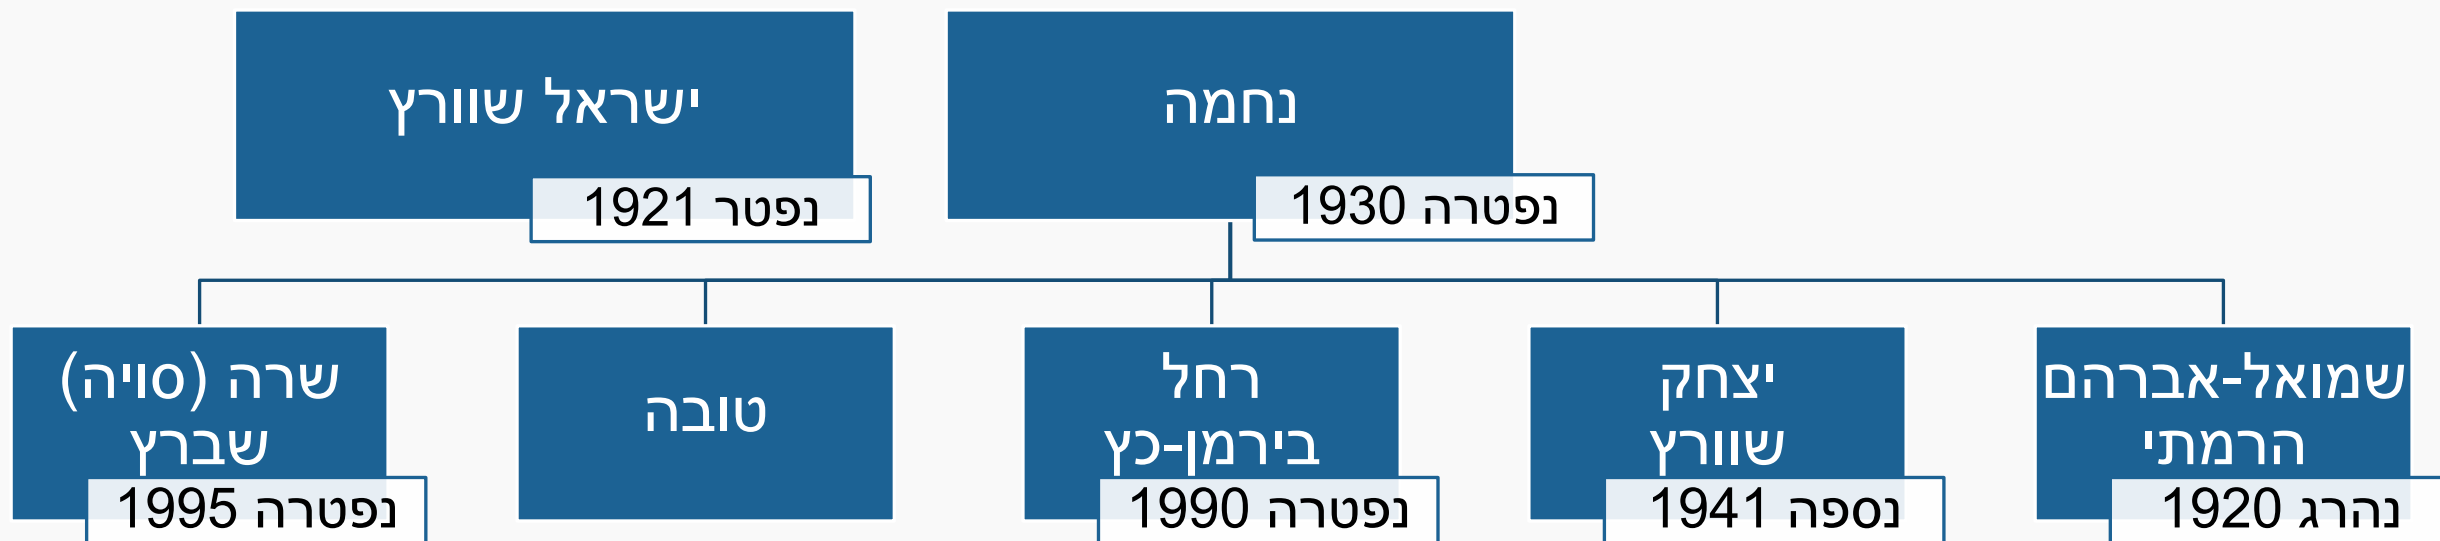 נחמה
נפטרה 1930
ישראל שוורץ
נפטר 1921
שמואל-אברהם
הרמתי
נהרג 1920
יצחק
שוורץ
נספה 1941
רחל
בירמן-כץ
נפטרה 1990
טובה
שרה (סויה)
שברץ
נפטרה 1995